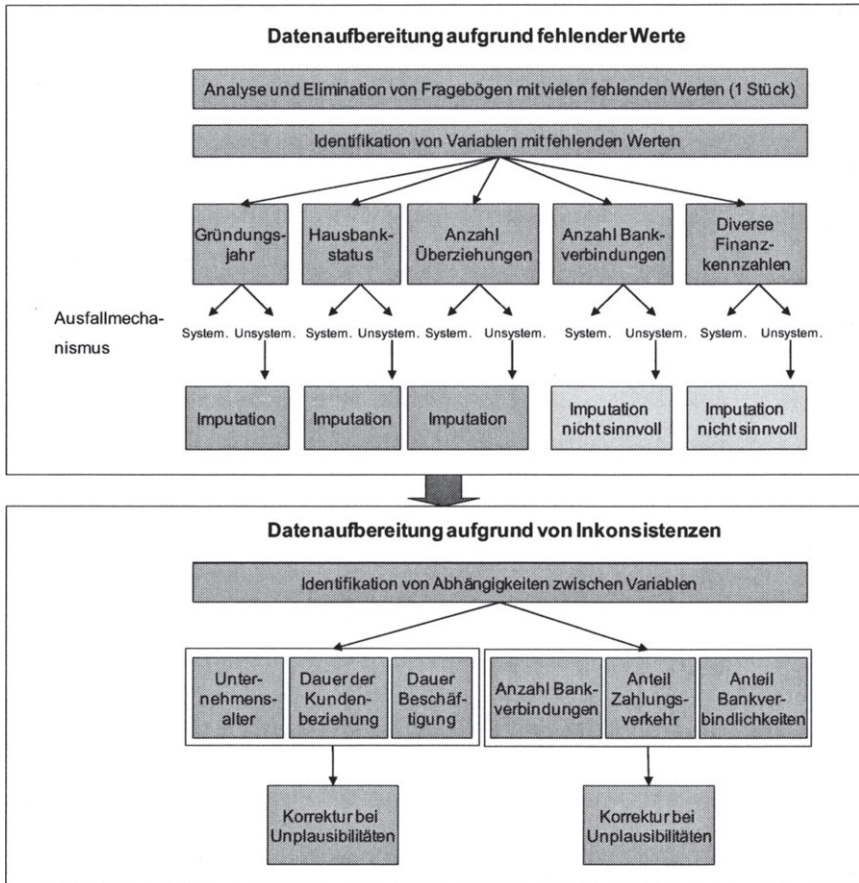 Datenaufbereitung aufgrund fehlender Werte
Analyse und Elimination von Fragebögen mit vielen fehlenden Werten (1 Stück)
Identifikation von Variablen mit fehlenden Werten
Gründungs-
jahr
Hausbank-
status
Anzahl
Überziehungen
Anzahl Bank-
verbindungen
Diverse
Finanz-
kennzahlen
Ausfallmecha-
nismus
System. Unsystem.
System. Unsystem.
System. Unsystem.
System. Unsystem.
System. Unsystem.
Imputation
Imputation
Imputation
Imputation
nicht sinnvoll
Imputation
nicht sinnvoll
Datenaufbereitung aufgrund von Inkonsistenzen
Identifikation von Abhängigkeiten zwischen Variablen
Unter-
nehmens-
alter
Dauer der
Kunden-
beziehung
Dauer
Beschäf-
tigung
Anzahl Bank-
verbindungen
Anteil
Zahlungs-
verkehr
Anteil
Bankver-
bindlichkeiten
Korrektur bei
Unplausibilitäten
Korrektur bei
Unplausibilitäten